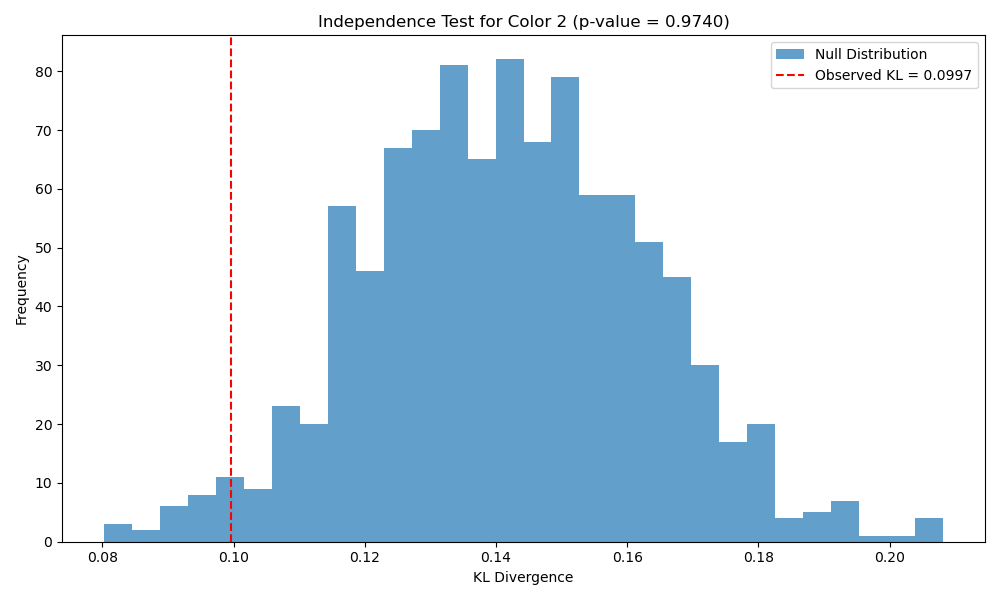 Independence Test for Color 2 (p-value = 0.9740)
Null Distribution
Observed KL = 0.0997
Frequency
80
70
60
50
40
30
20
10
0
0.08 0.10 0.12 0.14 0.16 0.18 0.20
KL Divergence